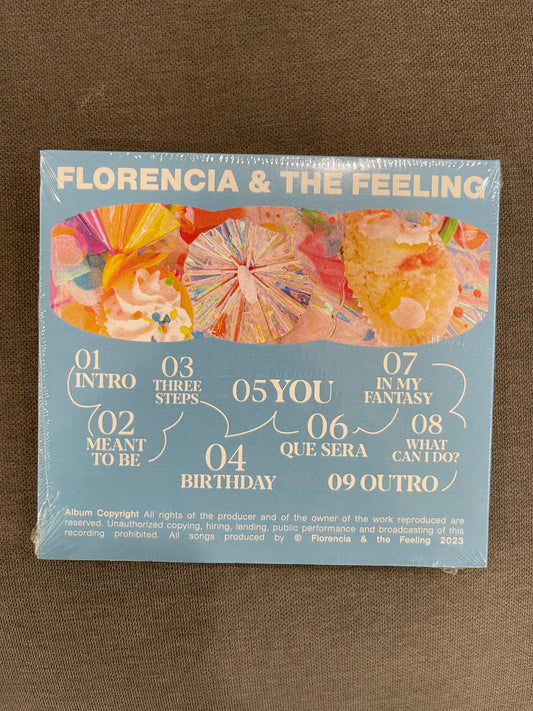 FLORENCIA & THE FEELING
01
INTRO
02
MEANT
TO BE
03
THREE
STEPS
04
BIRTHDAY
05 YOU
06
QUE SERA
07
IN MY
FANTASY
08
WHAT
CAN I DO?
09 OUTRO
Album Copyright All rights of the producer and of the owner of the work reproduced are
reserved. Unauthorized copying, hiring, lending, public performance and broadcasting of this
recording prohibited. All songs produced by © Florencia & the Feeling 2023